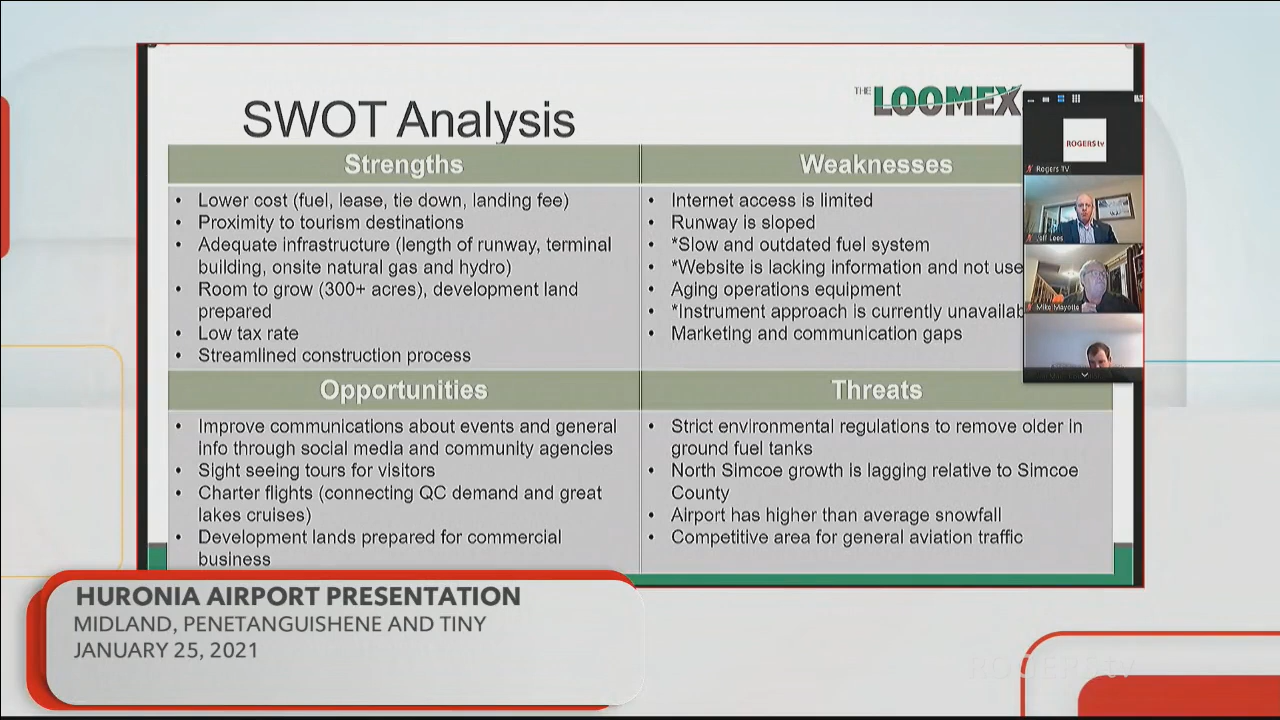 SWOT Analysis
THE LOOMEX
Strengths
• Lower cost (fuel, lease, tie down, landing fee)
• Proximity to tourism destinations
• Adequate infrastructure (length of runway, terminal
building, onsite natural gas and hydro)
• Room to grow (300+ acres), development land
prepared
• Low tax rate
• Streamlined construction process
Weaknesses
• Internet access is limited
• Runway is sloped
• *Slow and outdated fuel system
• *Website is lacking information and not use
• Aging operations equipment
• *Instrument approach is currently unavailab
• Marketing and communication gaps
Opportunities
• Improve communications about events and general
info through social media and community agencies
• Sight seeing tours for visitors
• Charter flights (connecting QC demand and great
lakes cruises)
• Development lands prepared for commercial
business
Threats
• Strict environmental regulations to remove older in
ground fuel tanks
• North Simcoe growth is lagging relative to Simcoe
County
• Airport has higher than average snowfall
• Competitive area for general aviation traffic
ROGERS tv
Rogers TV
Jeff Lees
Mike Mayotte
HURONIA AIRPORT PRESENTATION
MIDLAND, PENETANGUISHENE AND TINY
JANUARY 25, 2021
ROGERS tv